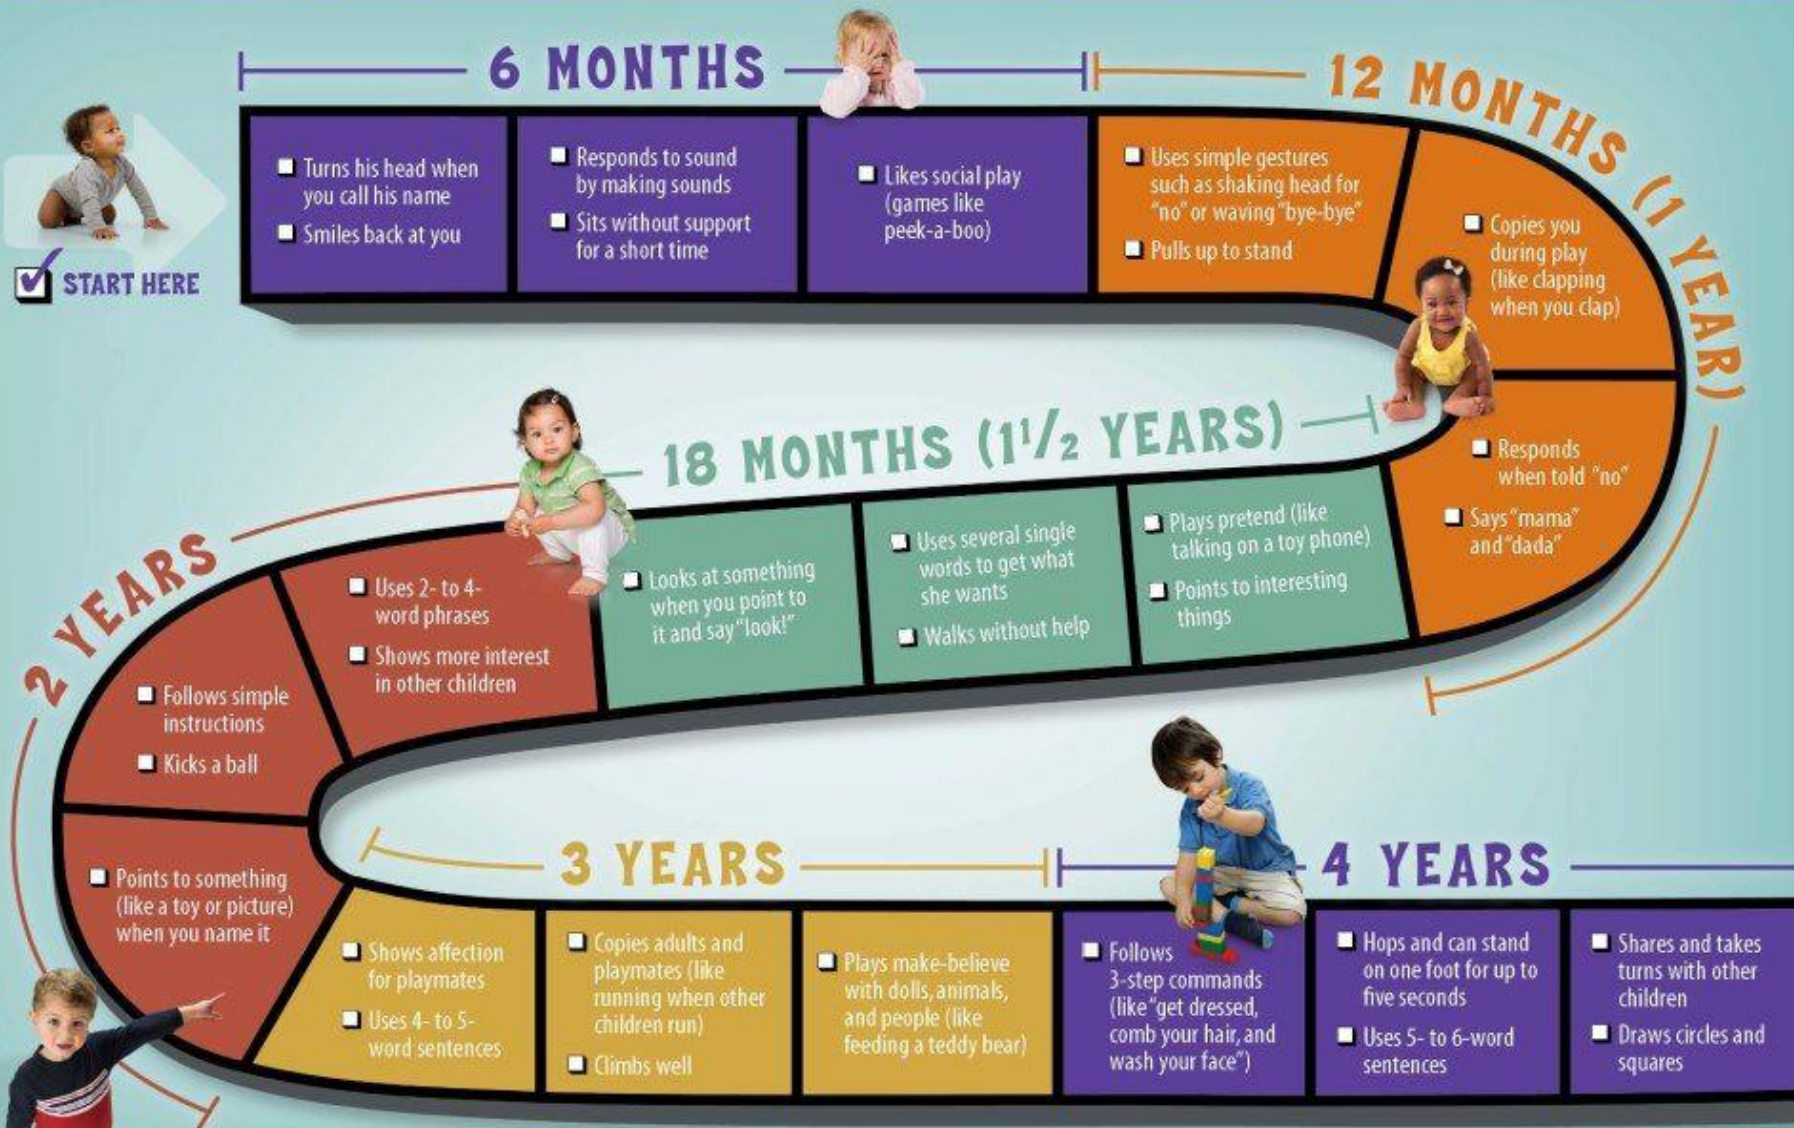 6 MONTHS
12 MONTHS (1 YEAR)
START HERE
Turns his head when
you call his name
Smiles back at you
Responds to sound
by making sounds
Sits without support
for a short time
Likes social play
(games like
peek-a-boo)
Uses simple gestures
such as shaking head for
"no" or waving "bye-bye"
Pulls up to stand
Copies you
during play
(like clapping
when you clap)
Responds
when told "no"
Says "mama"
and "dada"
18 MONTHS (1 1/2 YEARS)
Plays pretend (like
talking on a toy phone)
Points to interesting
things
Uses several single
words to get what
she wants
Walks without help
Looks at something
when you point to
it and say "look!"
2 YEARS
Uses 2- to 4-
word phrases
Shows more interest
in other children
Follows simple
instructions
Kicks a ball
Points to something
(like a toy or picture)
when you name it
3 YEARS
Shows affection
for playmates
Uses 4- to 5-
word sentences
Copies adults and
playmates (like
running when other
children run)
Climbs well
Plays make-believe
with dolls, animals,
and people (like
feeding a teddy bear)
4 YEARS
Follows
3-step commands
(like "get dressed,
comb your hair, and
wash your face")
Hops and can stand
on one foot for up to
five seconds
Uses 5- to 6-word
sentences
Shares and takes
turns with other
children
Draws circles and
squares